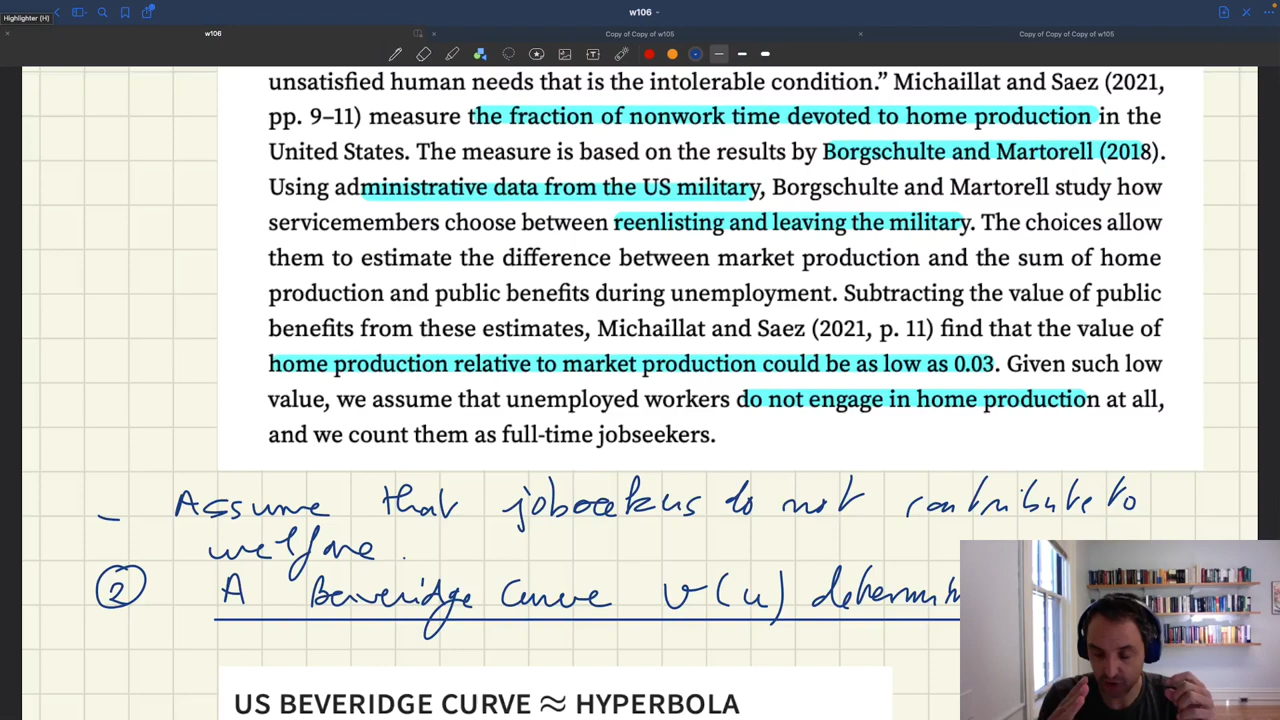 Highlighter (H)
w106
w106
Copy of Copy of w105
Copy of Copy of Copy of w105
unsatisfied human needs that is the intolerable condition.” Michaillat and Saez (2021,
pp. 9–11) measure the fraction of nonwork time devoted to home production in the
United States. The measure is based on the results by Borgschulte and Martorell (2018).
Using administrative data from the US military, Borgschulte and Martorell study how
servicemembers choose between reenlisting and leaving the military. The choices allow
them to estimate the difference between market production and the sum of home
production and public benefits during unemployment. Subtracting the value of public
benefits from these estimates, Michaillat and Saez (2021, p. 11) find that the value of
home production relative to market production could be as low as 0.03. Given such low
value, we assume that unemployed workers do not engage in home production at all,
and we count them as full-time jobseekers.
– Assume that jobseekers do not contribute to
welfare.
② A Beveridge Curve v(u) determin
US BEVERIDGE CURVE ≈ HYPERBOLA